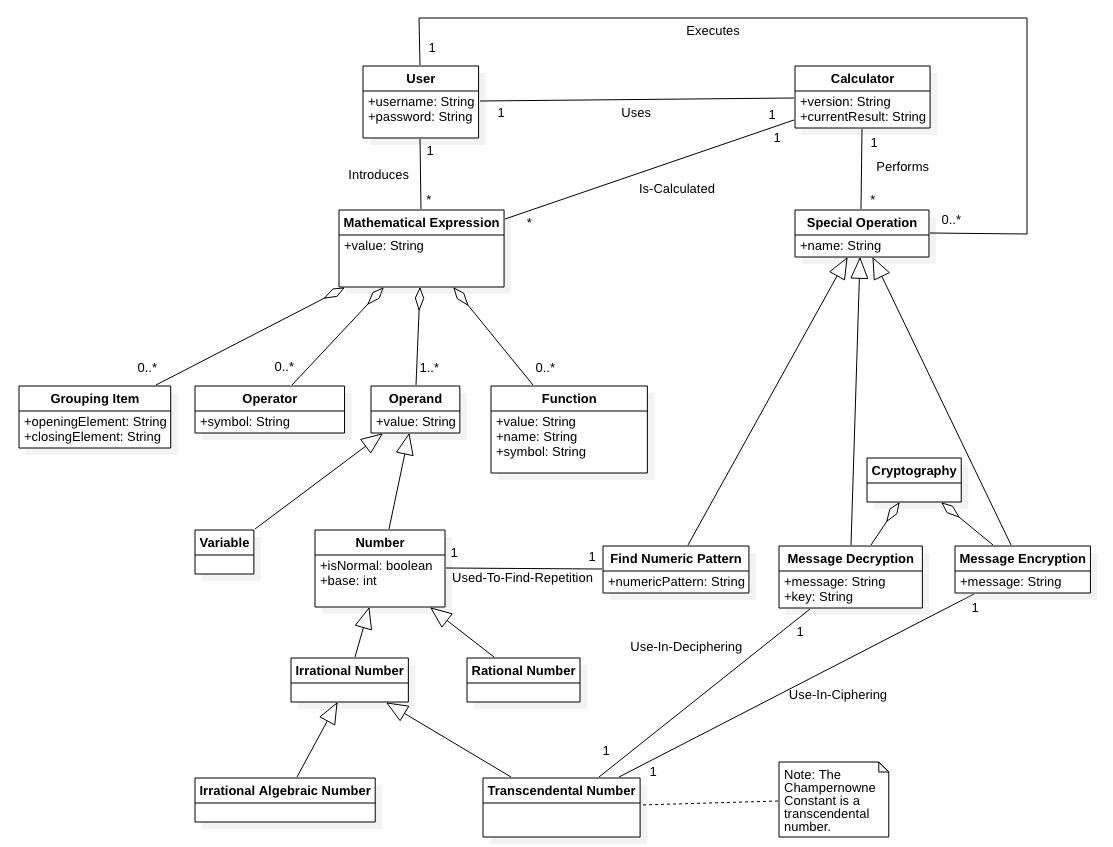 Executes
1
User
+username: String
+password: String
Calculator
+version: String
+currentResult: String
1
Uses
1
1
Introduces
*
1
Is-Calculated
*
1
Performs
*
Mathematical Expression
+value: String
Special Operation
+name: String
0..*
0..*
0..*
1..*
0..*
Grouping Item
+openingElement: String
+closingElement: String
Operator
+symbol: String
Operand
+value: String
Function
+value: String
+name: String
+symbol: String
Cryptography
Variable
Number
+isNormal: boolean
+base: int
1
1
Used-To-Find-Repetition
Find Numeric Pattern
+numericPattern: String
Message Decryption
+message: String
+key: String
Message Encryption
+message: String
1
1
Use-In-Deciphering
Use-In-Ciphering
Irrational Number
Rational Number
1
1
Irrational Algebraic Number
Transcendental Number
Note: The
Champernowne
Constant is a
transcendental
number.